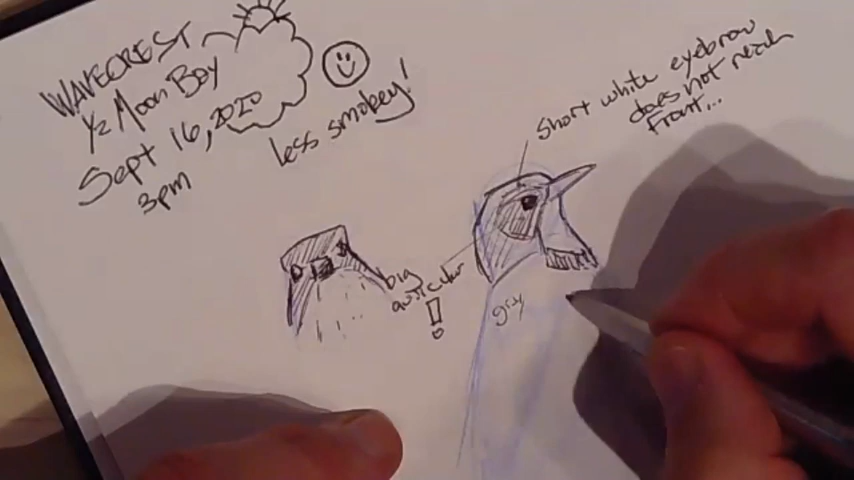 WAVECREST
1/2 Moon Bay
Sept 16, 2020
3pm
less smokey!
Short white eyebrow
does not reach
front...
big
auricular
!
gray